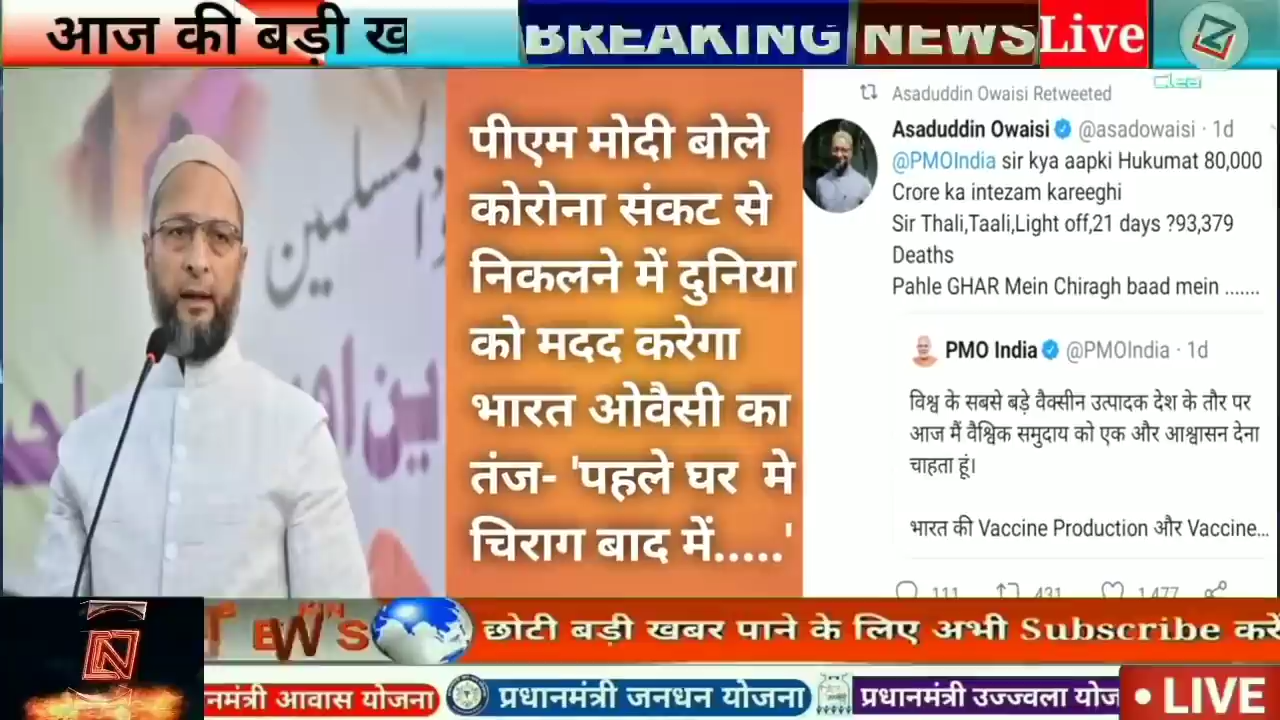 आज की बड़ी ख
BREAKING NEWS Live
Z
Clear
المسلمين
पीएम मोदी बोले
कोरोना संकट से
निकलने में दुनिया
को मदद करेगा
भारत ओवैसी का
तंज- 'पहले घर मे
चिराग बाद में.....'
Asaduddin Owaisi Retweeted
Asaduddin Owaisi @asadowaisi · 1d
@PMOIndia sir kya aapki Hukumat 80,000
Crore ka intezam kareeghi
Sir Thali,Taali,Light off,21 days ?93,379
Deaths
Pahle GHAR Mein Chiragh baad mein .......
PMO India @PMOIndia · 1d
विश्व के सबसे बड़े वैक्सीन उत्पादक देश के तौर पर
आज मैं वैश्विक समुदाय को एक और आश्वासन देना
चाहता हूं।
भारत की Vaccine Production और Vaccine...
111 431 1,477
N
छोटी बड़ी खबर पाने के लिए अभी Subscribe करें
नमंत्री आवास योजना
प्रधानमंत्री जनधन योजना
प्रधानमंत्री उज्ज्वला योज
• LIVE